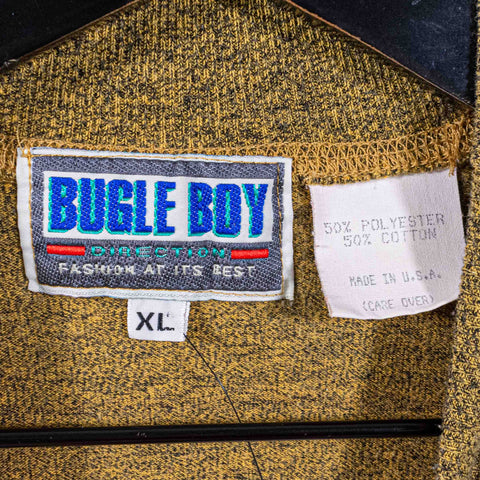 BUGLE BOY
DIRECTION
FASHION AT ITS BEST
XL
50% POLYESTER
50% COTTON
MADE IN U.S.A.
(CARE OVER)